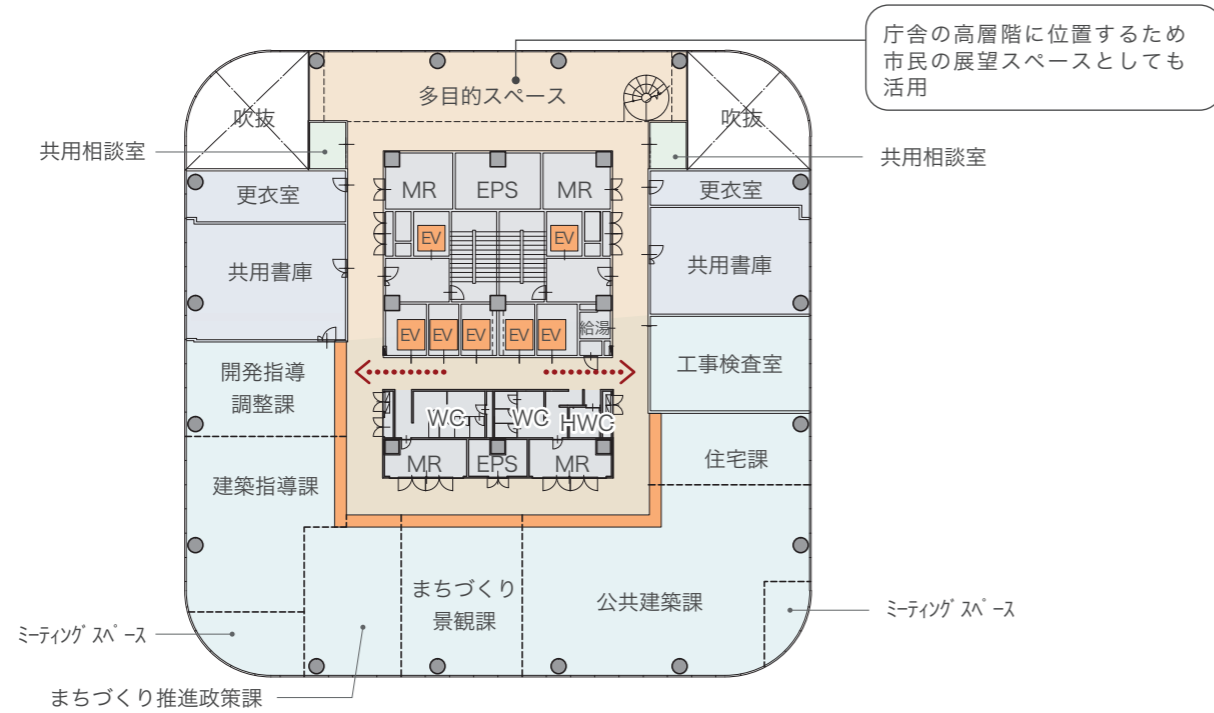 庁舎の高層階に位置するため
市民の展望スペースとしても
活用
多目的スペース
吹抜
吹抜
共用相談室
共用相談室
更衣室
MR
EPS
MR
更衣室
EV
EV
共用書庫
共用書庫
EV
EV
EV
EV
EV
給湯
開発指導
調整課
工事検査室
WC
WC
HWC
MR
EPS
MR
住宅課
建築指導課
まちづくり
景観課
公共建築課
ミーティングスペース
ミーティングスペース
まちづくり推進政策課